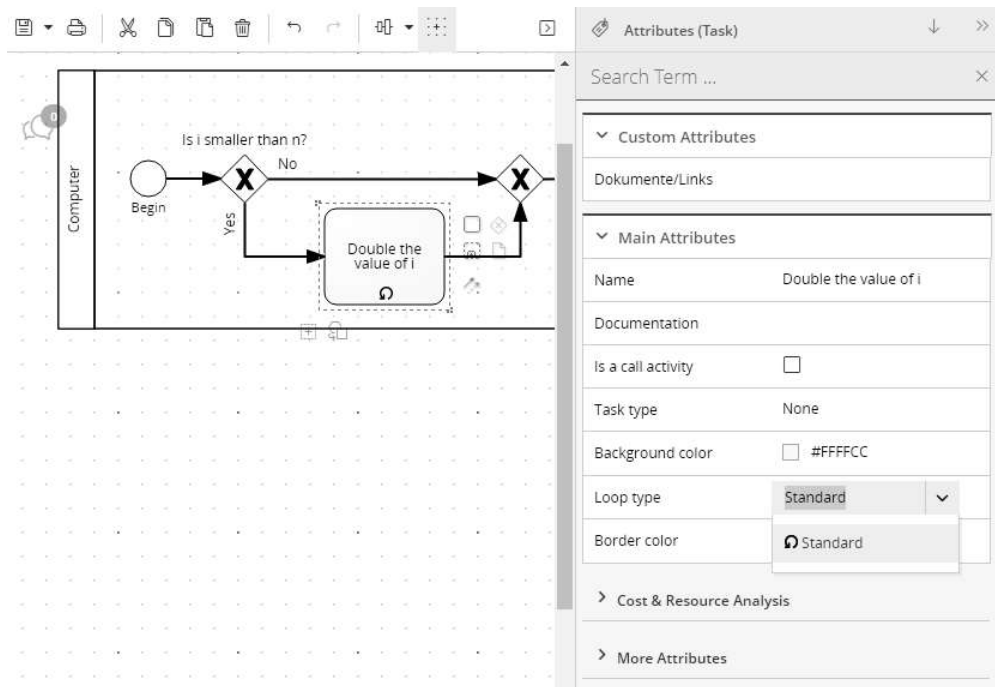 Attributes (Task)
Search Term ...
0
Computer
Is i smaller than n?
No
Begin
Yes
Double the
value of i
Custom Attributes
Dokumente/Links
Main Attributes
Name
Double the value of i
Documentation
Is a call activity
Task type
None
Background color
#FFFFCC
Loop type
Standard
Border color
Standard
Cost & Resource Analysis
More Attributes